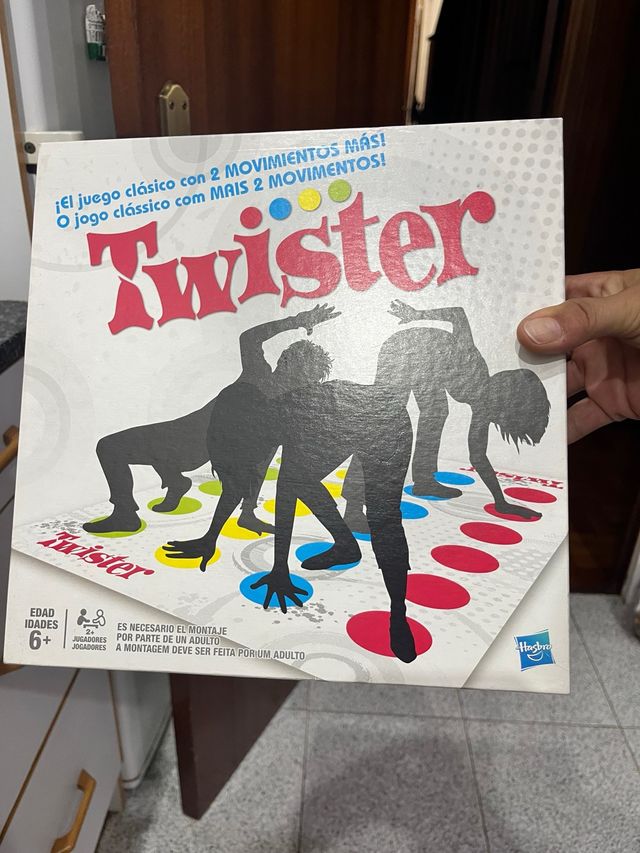 ¡El juego clásico con 2 MOVIMIENTOS MÁS!
O jogo clássico com MAIS 2 MOVIMENTOS!
Twister
Twister
Twister
EDAD
IDADES
6+
2+
JUGADORES
JOGADORES
ES NECESARIO EL MONTAJE
POR PARTE DE UN ADULTO
A MONTAGEM DEVE SER FEITA POR UM ADULTO
Hasbro